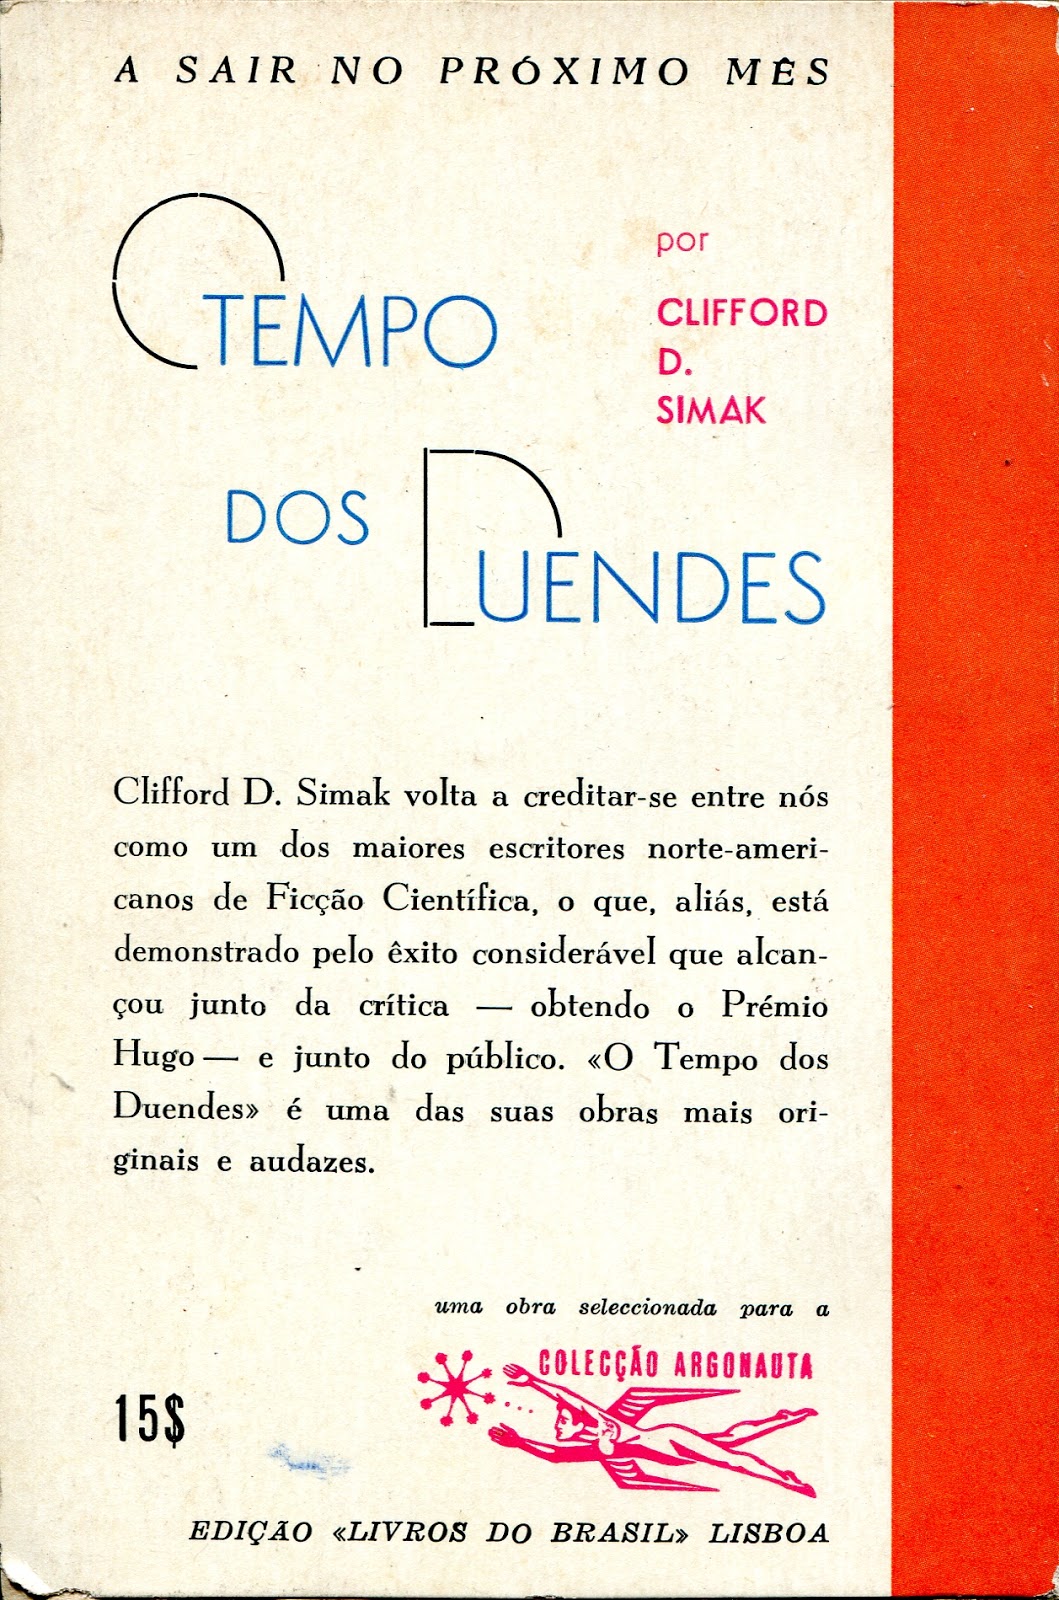 A SAIR NO PRÓXIMO MÊS
O TEMPO
DOS DUENDES
por
CLIFFORD
D.
SIMAK
Clifford D. Simak volta a creditar-se entre nós
como um dos maiores escritores norte-ameri-
canos de Ficção Científica, o que, aliás, está
demonstrado pelo êxito considerável que alcan-
çou junto da crítica — obtendo o Prémio
Hugo — e junto do público. «O Tempo dos
Duendes» é uma das suas obras mais ori-
ginais e audazes.
uma obra seleccionada para a
COLECÇÃO ARGONAUTA
15$
EDIÇÃO «LIVROS DO BRASIL» LISBOA